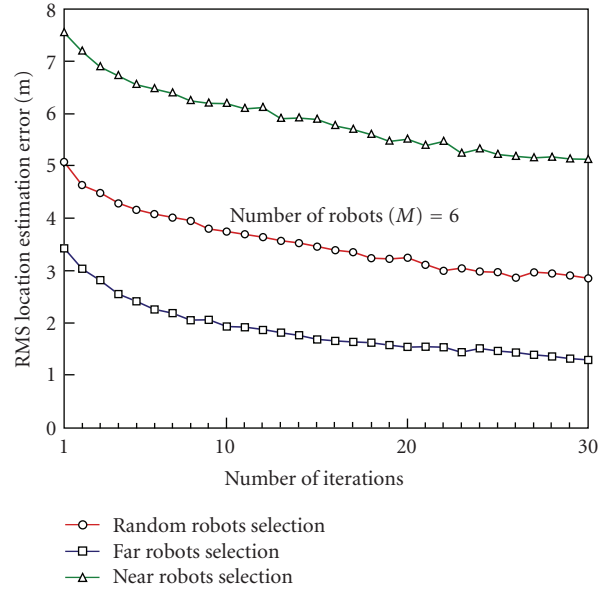 8
7
6
5
4
3
2
1
0
RMS location estimation error (m)
Number of robots (M) = 6
1
10
20
30
Number of iterations
Random robots selection
Far robots selection
Near robots selection